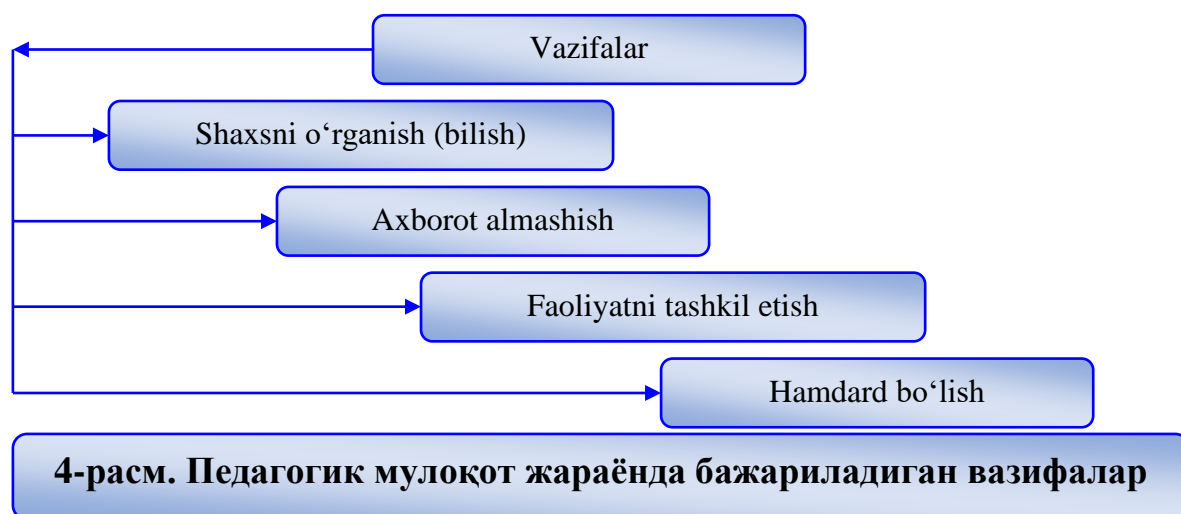 Vazifalar
Shaxsni o‘rganish (bilish)
Axborot almashish
Faoliyatni tashkil etish
Hamdard bo‘lish
4-расм. Педагогик мулоқот жараёнда бажариладиган вазифалар